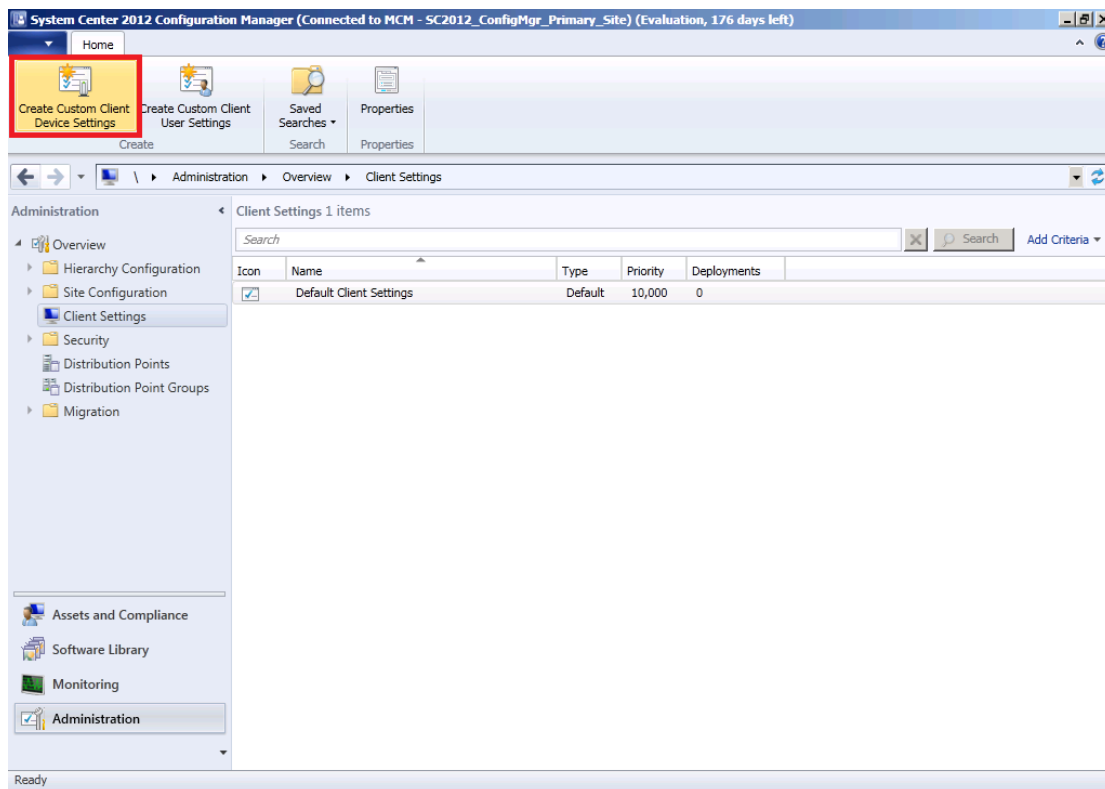 System Center 2012 Configuration Manager (Connected to MCM - SC2012_ConfigMgr_Primary_Site) (Evaluation, 176 days left)
Home
Create Custom Client Device Settings
Create Custom Client User Settings
Saved Searches
Properties
Create
Search
Properties
\ Administration Overview Client Settings
Administration
Client Settings 1 items
Search
Search
Add Criteria
Overview
Hierarchy Configuration
Site Configuration
Client Settings
Security
Distribution Points
Distribution Point Groups
Migration
Icon Name Type Priority Deployments
Default Client Settings Default 10,000 0
Assets and Compliance
Software Library
Monitoring
Administration
Ready